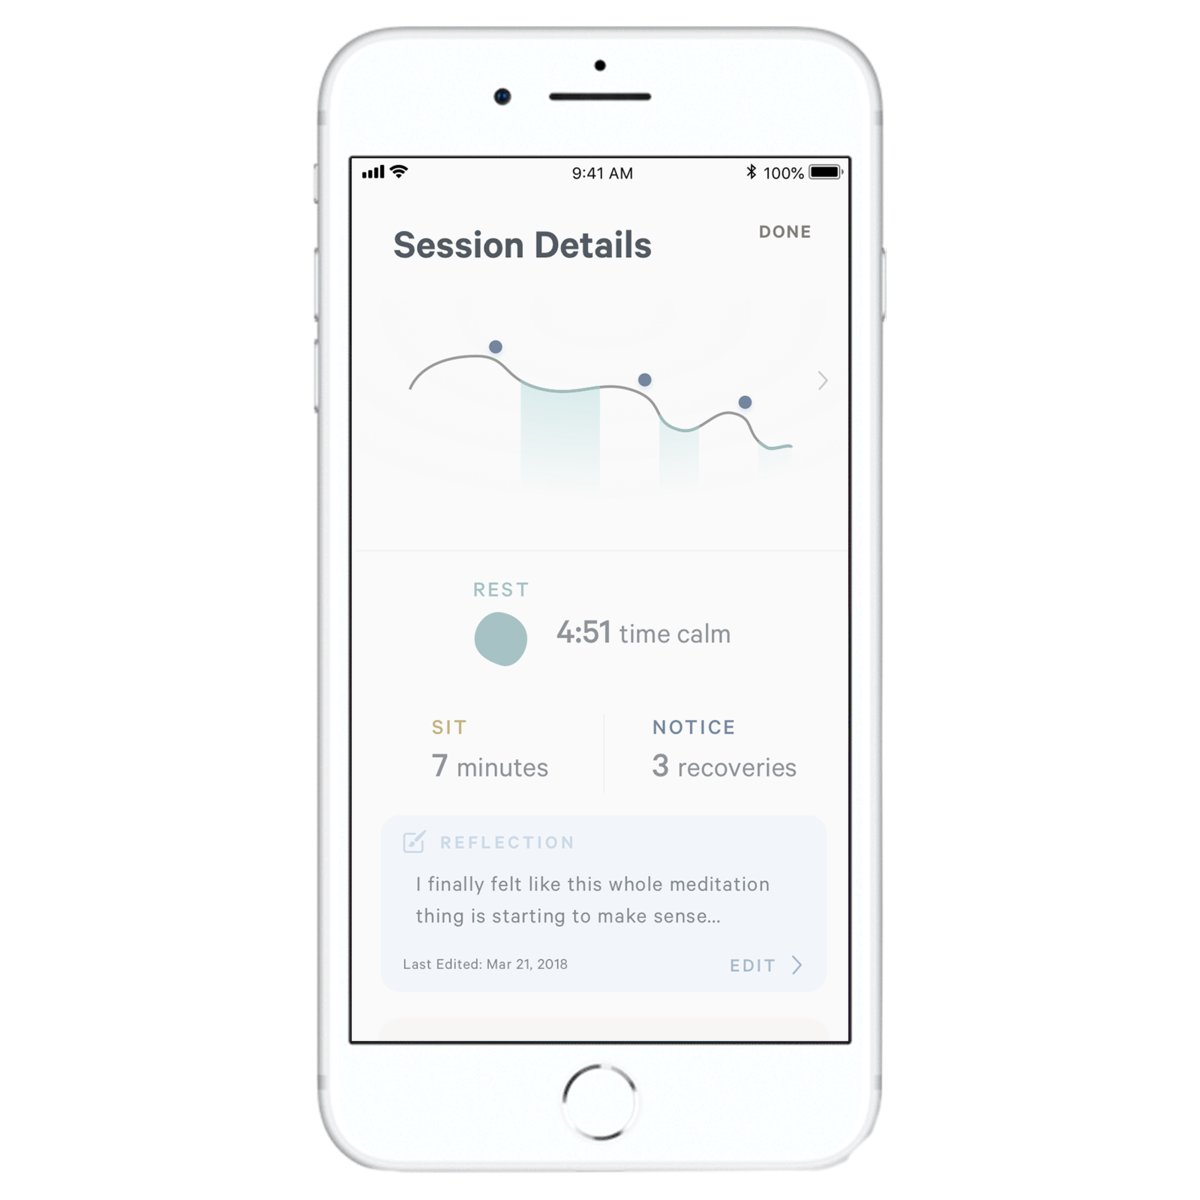 9:41 AM
100%
Session Details
DONE
REST
4:51 time calm
SIT
NOTICE
7 minutes
3 recoveries
REFLECTION
I finally felt like this whole meditation
thing is starting to make sense...
Last Edited: Mar 21, 2018
EDIT